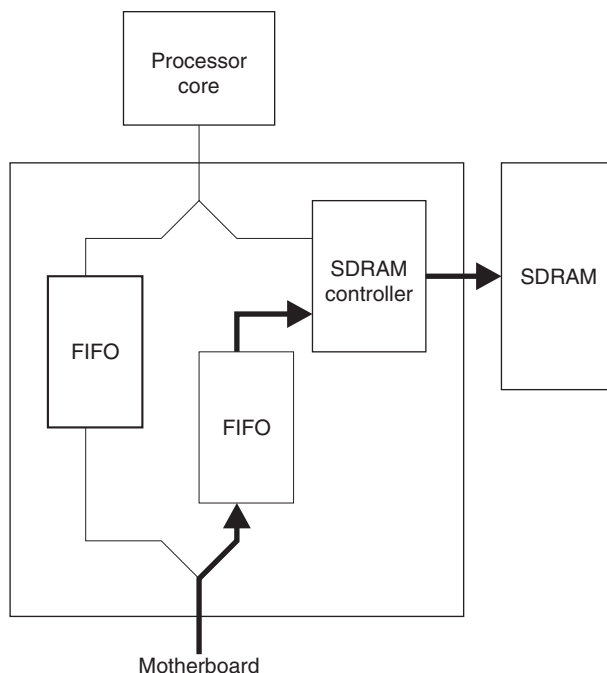 Processor
core
SDRAM
controller
SDRAM
FIFO
FIFO
Motherboard